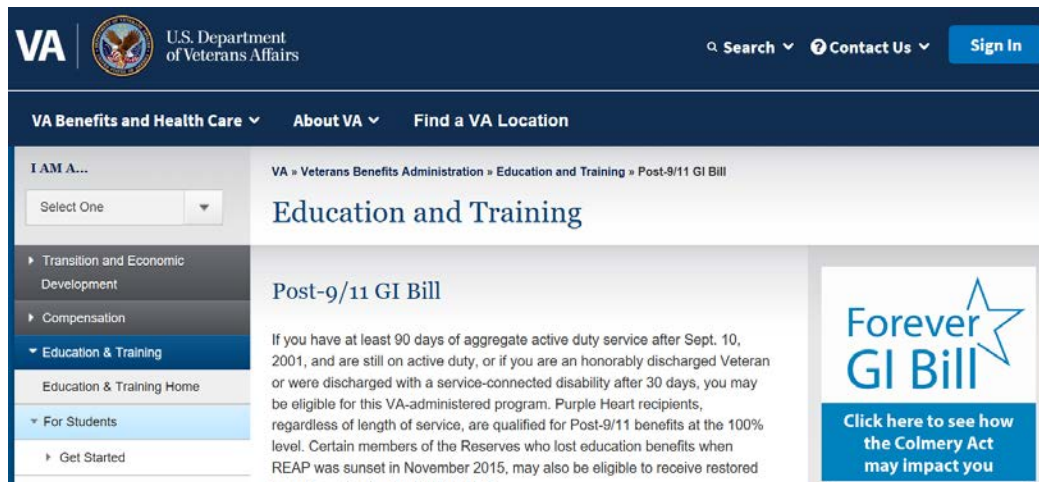 VA
U.S. Department
of Veterans Affairs
Search
Contact Us
Sign In
VA Benefits and Health Care
About VA
Find a VA Location
I AM A...
Select One
Transition and Economic
Development
Compensation
Education & Training
Education & Training Home
For Students
Get Started
VA » Veterans Benefits Administration » Education and Training » Post-9/11 GI Bill
Education and Training
Post-9/11 GI Bill
If you have at least 90 days of aggregate active duty service after Sept. 10,
2001, and are still on active duty, or if you are an honorably discharged Veteran
or were discharged with a service-connected disability after 30 days, you may
be eligible for this VA-administered program. Purple Heart recipients,
regardless of length of service, are qualified for Post-9/11 benefits at the 100%
level. Certain members of the Reserves who lost education benefits when
REAP was sunset in November 2015, may also be eligible to receive restored
Forever
GI Bill
Click here to see how
the Colmery Act
may impact you